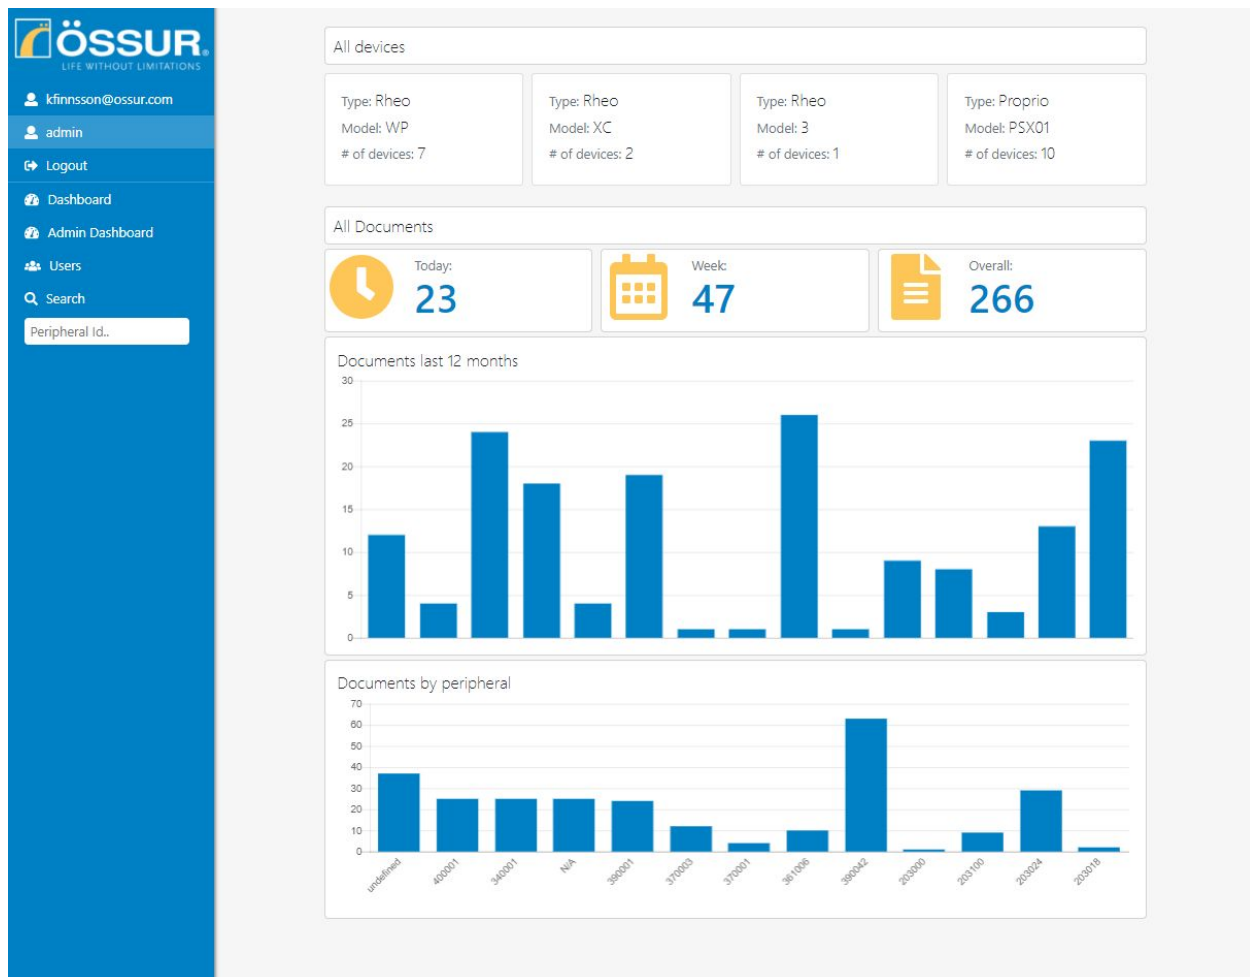 ÖSSUR®
LIFE WITHOUT LIMITATIONS
kfinnsson@ossur.com
admin
Logout
Dashboard
Admin Dashboard
Users
Search
Peripheral Id..
All devices
Type: Rheo
Model: WP
# of devices: 7
Type: Rheo
Model: XC
# of devices: 2
Type: Rheo
Model: 3
# of devices: 1
Type: Proprio
Model: PSX01
# of devices: 10
All Documents
Today:
23
Week:
47
Overall:
266
Documents last 12 months
30
25
20
15
10
5
0
Documents by peripheral
70
60
50
40
30
20
10
0
undefined
400001
340001
N/A
390001
370003
370001
361006
390042
203000
203100
203024
203018